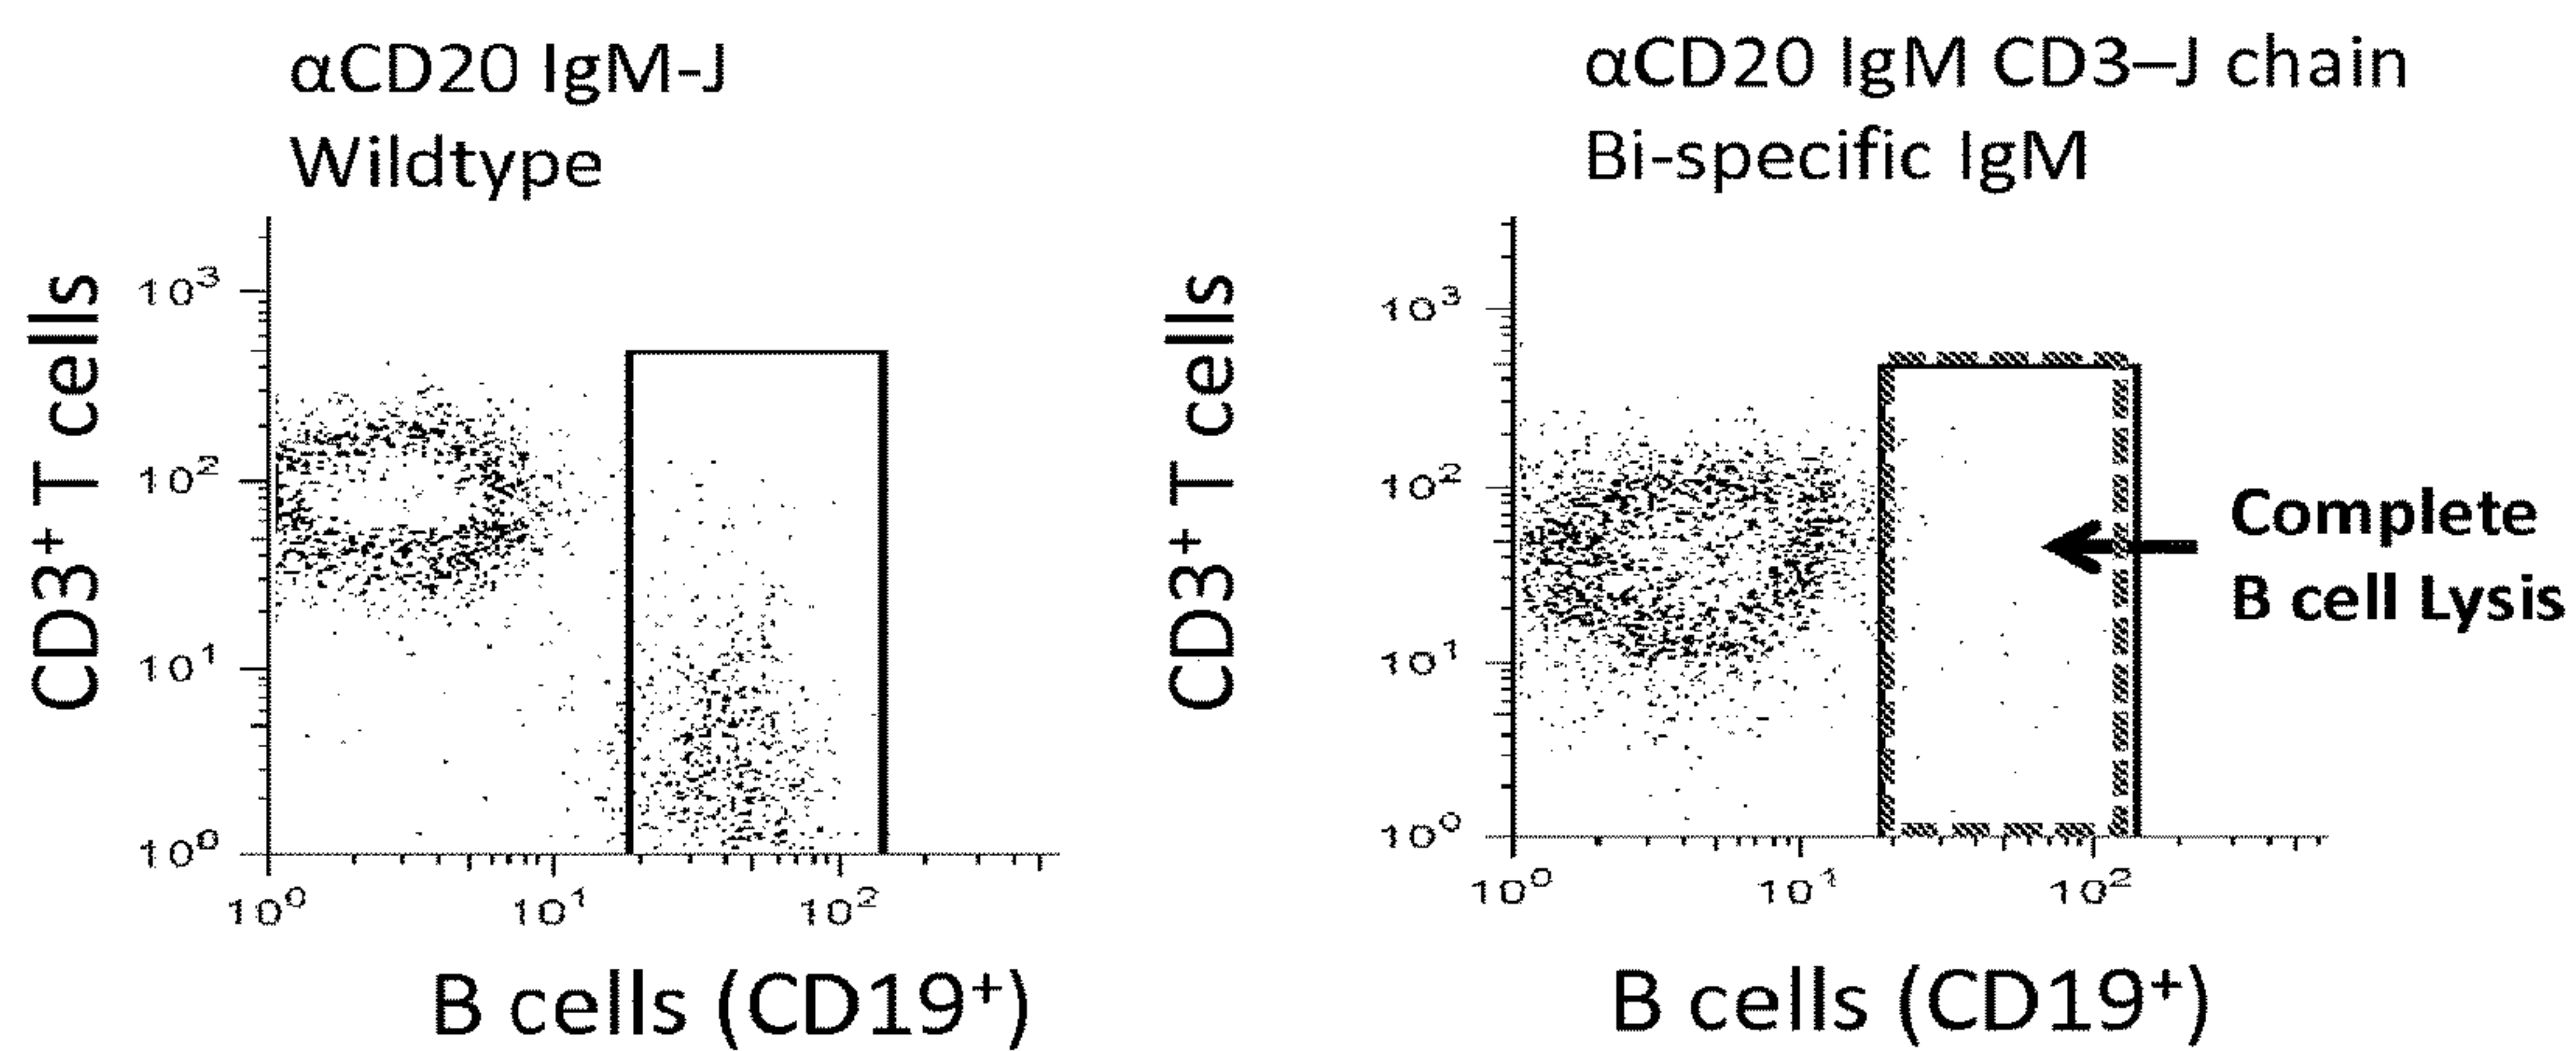 αCD20 IgM-J
Wildtype
CD3⁺ T cells
10³
10²
10¹
10⁰
10⁰ 10¹ 10²
B cells (CD19⁺)
αCD20 IgM CD3–J chain
Bi-specific IgM
CD3⁺ T cells
10³
10²
10¹
10⁰
10⁰ 10¹ 10²
B cells (CD19⁺)
Complete
B cell Lysis